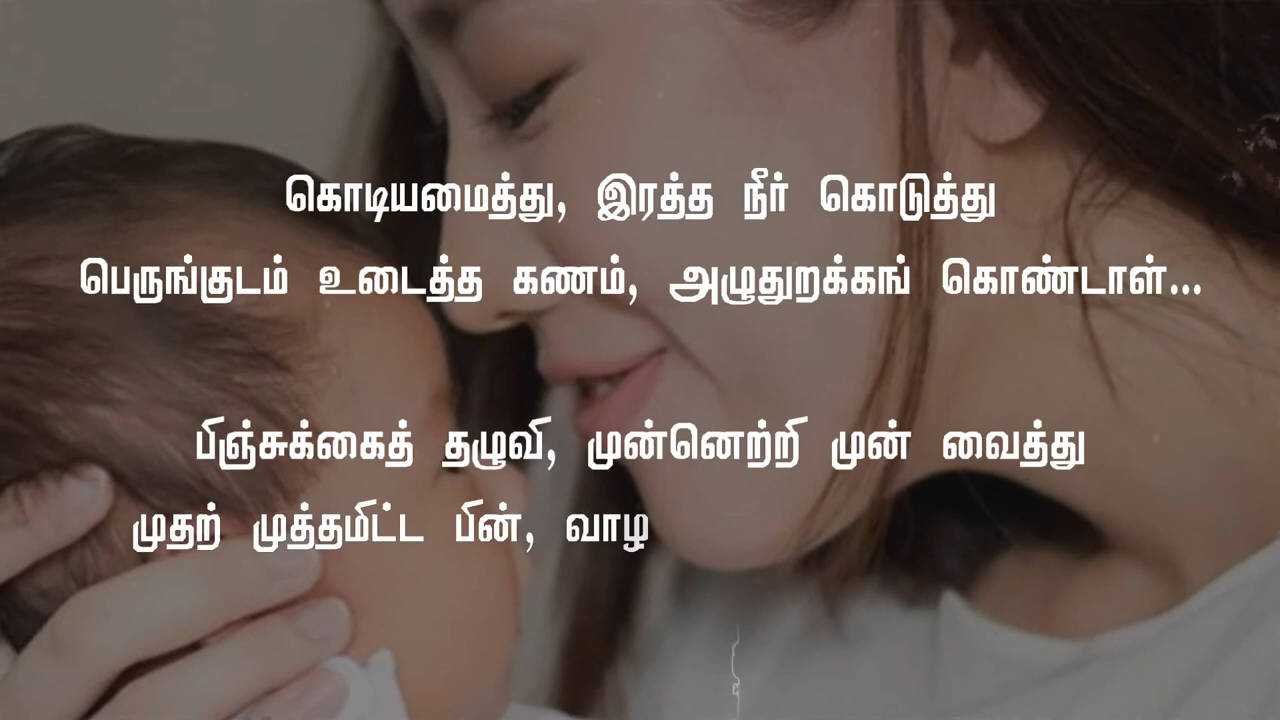 கொடியமைத்து, இரத்த நீர் கொடுத்து
பெருங்குடம் உடைத்த கணம், அழுதுறக்கங் கொண்டாள்...
பிஞ்சுக்கைத் தழுவி, முன்னெற்றி முன் வைத்து
முதற் முத்தமிட்ட பின், வாழ